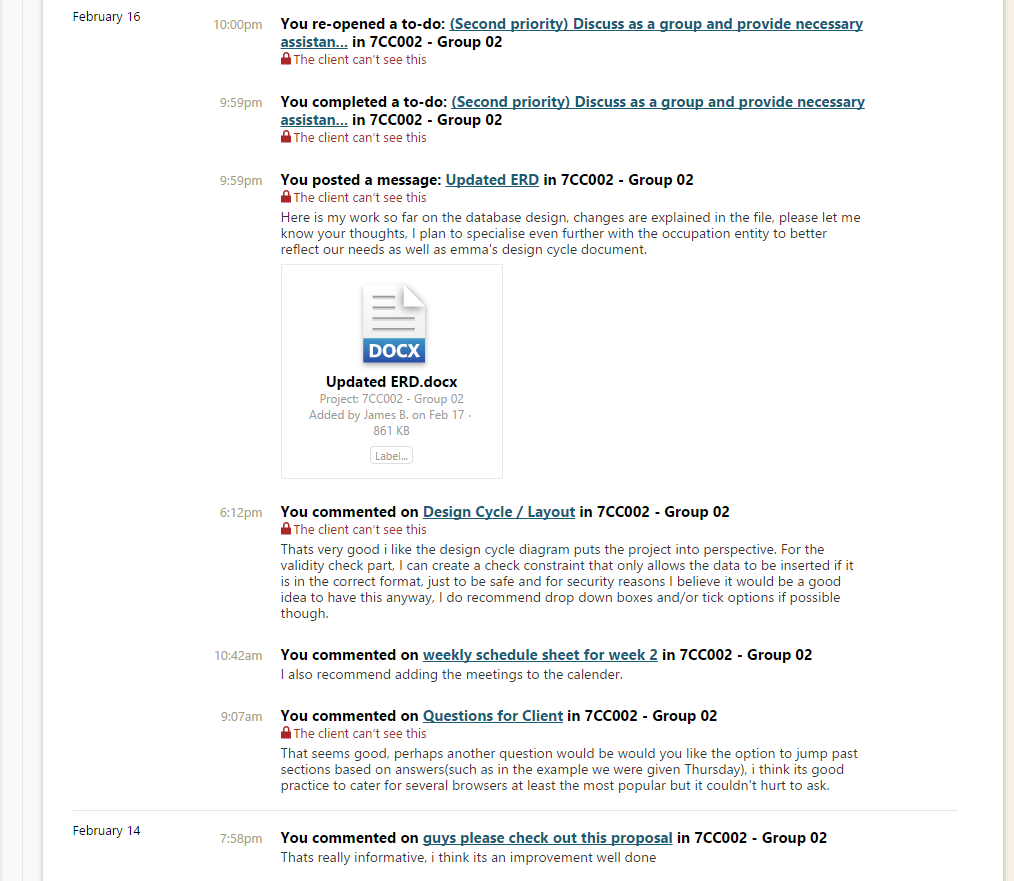 February 16
10:00pm
You re-opened a to-do: (Second priority) Discuss as a group and provide necessary
assistan... in 7CC002 - Group 02
The client can't see this
9:59pm
You completed a to-do: (Second priority) Discuss as a group and provide necessary
assistan... in 7CC002 - Group 02
The client can't see this
9:59pm
You posted a message: Updated ERD in 7CC002 - Group 02
The client can't see this
Here is my work so far on the database design, changes are explained in the file, please let me
know your thoughts, I plan to specialise even further with the occupation entity to better
reflect our needs as well as emma's design cycle document.
DOCX
Updated ERD.docx
Project: 7CC002 - Group 02
Added by James B. on Feb 17 ·
861 KB
Label...
6:12pm
You commented on Design Cycle / Layout in 7CC002 - Group 02
The client can't see this
Thats very good i like the design cycle diagram puts the project into perspective. For the
validity check part, I can create a check constraint that only allows the data to be inserted if it
is in the correct format, just to be safe and for security reasons I believe it would be a good
idea to have this anyway, I do recommend drop down boxes and/or tick options if possible
though.
10:42am
You commented on weekly schedule sheet for week 2 in 7CC002 - Group 02
I also recommend adding the meetings to the calender.
9:07am
You commented on Questions for Client in 7CC002 - Group 02
The client can't see this
That seems good, perhaps another question would be would you like the option to jump past
sections based on answers(such as in the example we were given Thursday), i think its good
practice to cater for several browsers at least the most popular but it couldn't hurt to ask.
February 14
7:58pm
You commented on guys please check out this proposal in 7CC002 - Group 02
Thats really informative, i think its an improvement well done